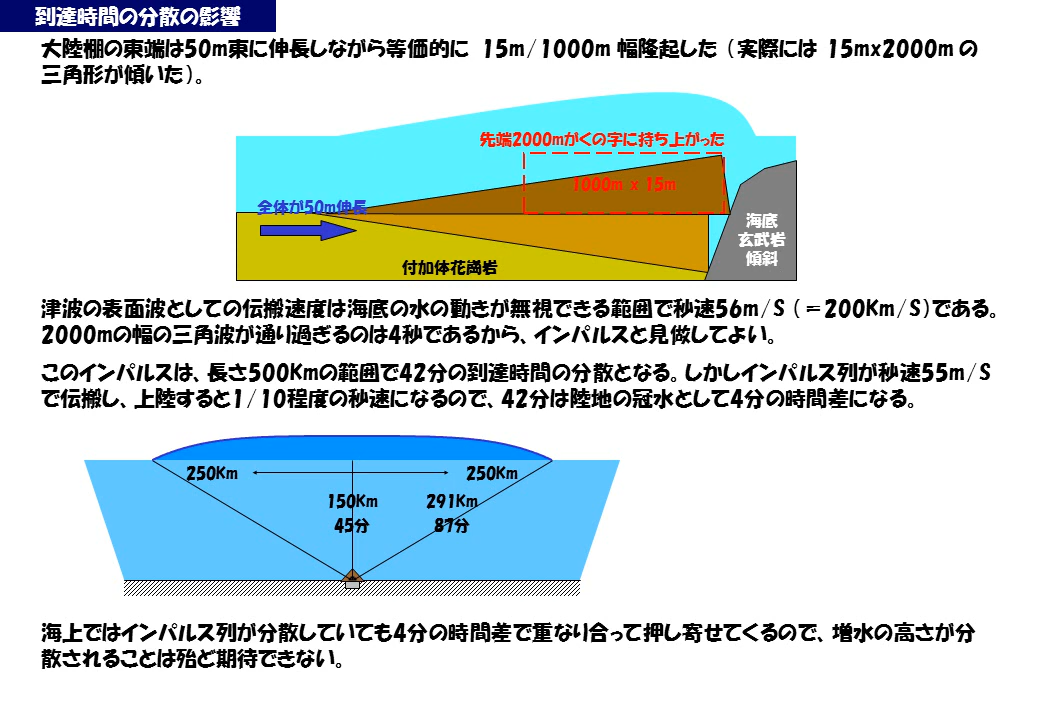 到達時間の分散の影響
大陸棚の東端は50m東に伸長しながら等価的に 15m/1000m 幅隆起した（実際には 15mx2000m の
三角形が傾いた）。
先端2000mがくの字に持ち上がった
1000m x 15m
全体が50m伸長
海底
玄武岩
傾斜
付加体花崗岩
津波の表面波としての伝搬速度は海底の水の動きが無視できる範囲で秒速56m/S（＝200Km/S）である。
2000mの幅の三角波が通り過ぎるのは4秒であるから、インパルスと見做してよい。
このインパルスは、長さ500Kmの範囲で42分の到達時間の分散となる。しかしインパルス列が秒速55m/S
で伝搬し、上陸すると1/10程度の秒速になるので、42分は陸地の冠水として4分の時間差になる。
250Km 250Km
150Km 291Km
45分 87分
海上ではインパルス列が分散していても4分の時間差で重なり合って押し寄せてくるので、増水の高さが分
散されることは殆ど期待できない。